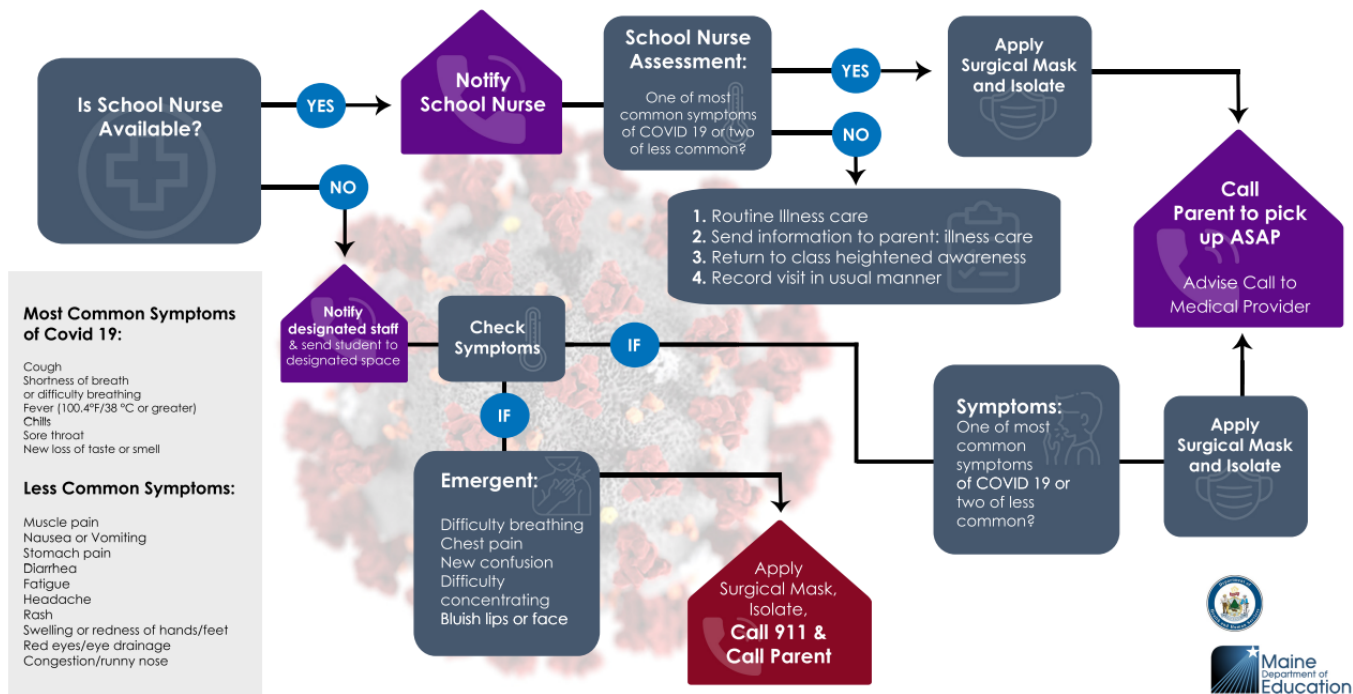 Is School Nurse
Available?
YES
Notify
School Nurse
School Nurse
Assessment:
One of most
common symptoms
of COVID 19 or two
of less common?
YES
Apply
Surgical Mask
and Isolate
NO
1. Routine Illness care
2. Send information to parent: illness care
3. Return to class heightened awareness
4. Record visit in usual manner
Call
Parent to pick
up ASAP
Advise Call to
Medical Provider
NO
Notify
designated staff
& send student to
designated space
Check
Symptoms
IF
IF
Symptoms:
One of most
common
symptoms
of COVID 19 or
two of less
common?
Apply
Surgical Mask
and Isolate
Emergent:
Difficulty breathing
Chest pain
New confusion
Difficulty
concentrating
Bluish lips or face
Apply
Surgical Mask,
Isolate,
Call 911 &
Call Parent
Most Common Symptoms
of Covid 19:
Cough
Shortness of breath
or difficulty breathing
Fever (100.4°F/38 °C or greater)
Chills
Sore throat
New loss of taste or smell
Less Common Symptoms:
Muscle pain
Nausea or Vomiting
Stomach pain
Diarrhea
Fatigue
Headache
Rash
Swelling or redness of hands/feet
Red eyes/eye drainage
Congestion/runny nose
Maine
Department of
Education